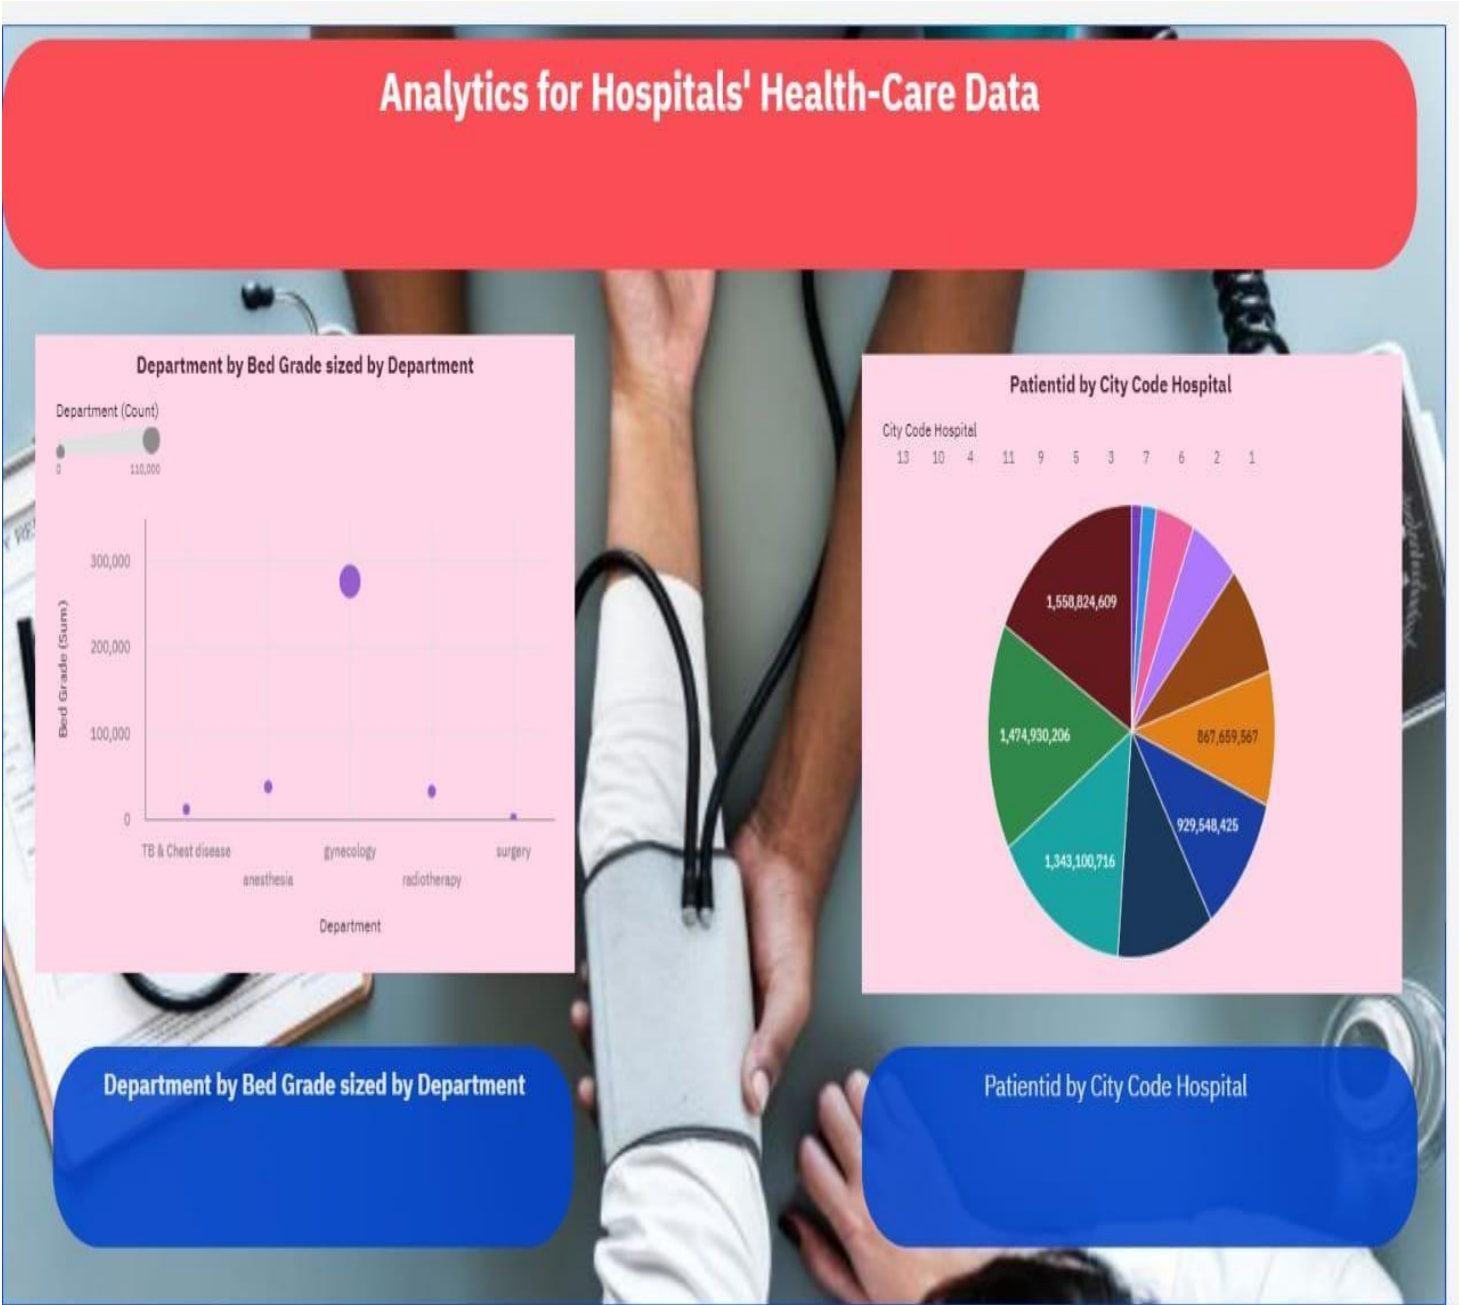 Analytics for Hospitals' Health-Care Data
Department by Bed Grade sized by Department
Department (Count)
0 110,000
Bed Grade (Sum)
300,000
200,000
100,000
0
TB & Chest disease gynecology surgery
anesthesia radiotherapy
Department
Patientid by City Code Hospital
City Code Hospital
13 10 4 11 9 5 3 7 6 2 1
1,558,824,609
1,474,930,206
867,659,567
929,548,425
1,343,100,716
Department by Bed Grade sized by Department
Patientid by City Code Hospital